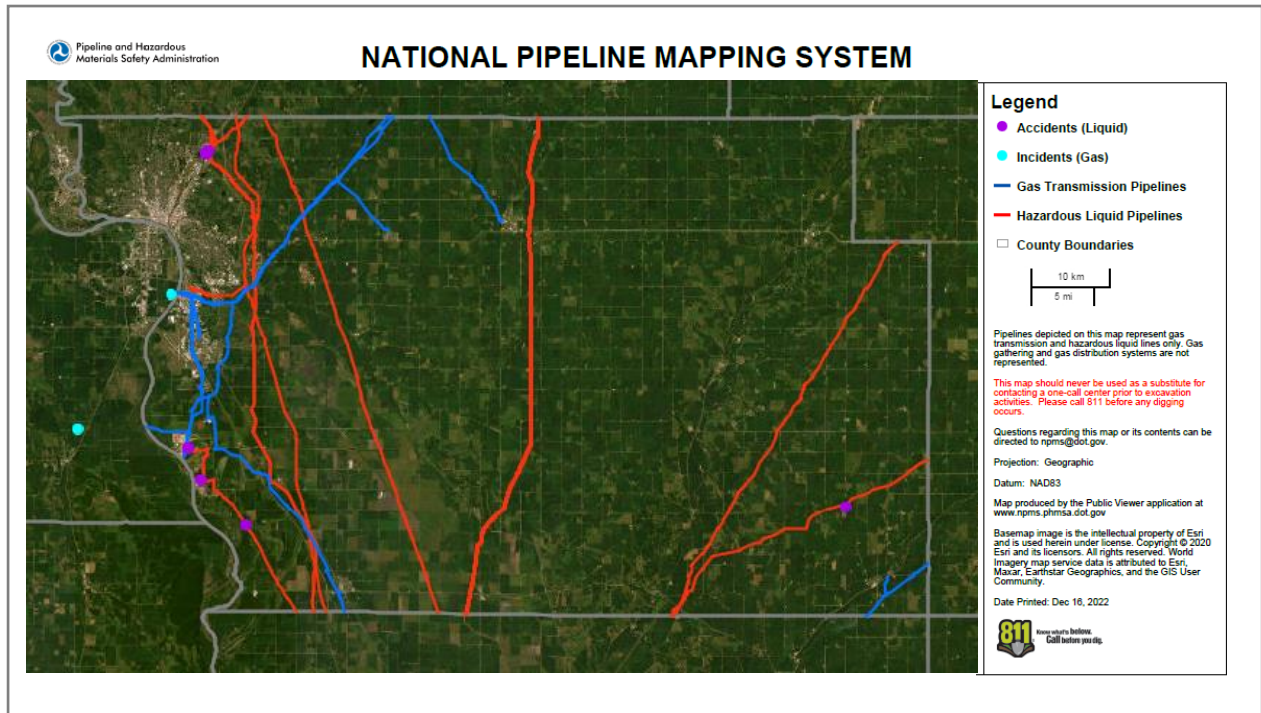 Pipeline and Hazardous
Materials Safety Administration
NATIONAL PIPELINE MAPPING SYSTEM
Legend
Accidents (Liquid)
Incidents (Gas)
Gas Transmission Pipelines
Hazardous Liquid Pipelines
County Boundaries
10 km
5 mi
Pipelines depicted on this map represent gas
transmission and hazardous liquid lines only. Gas
gathering and gas distribution systems are not
represented.
This map should never be used as a substitute for
contacting a one-call center prior to excavation
activities. Please call 811 before any digging
occurs.
Questions regarding this map or its contents can be
directed to npms@dot.gov.
Projection: Geographic
Datum: NAD83
Map produced by the Public Viewer application at
www.npms.phmsa.dot.gov
Basemap image is the intellectual property of Esri
and is used herein under license. Copyright © 2020
Esri and its licensors. All rights reserved. World
Imagery map service data is attributed to Esri,
Maxar, Earthstar Geographics, and the GIS User
Community.
Date Printed: Dec 16, 2022
811
Know what's below.
Call before you dig.